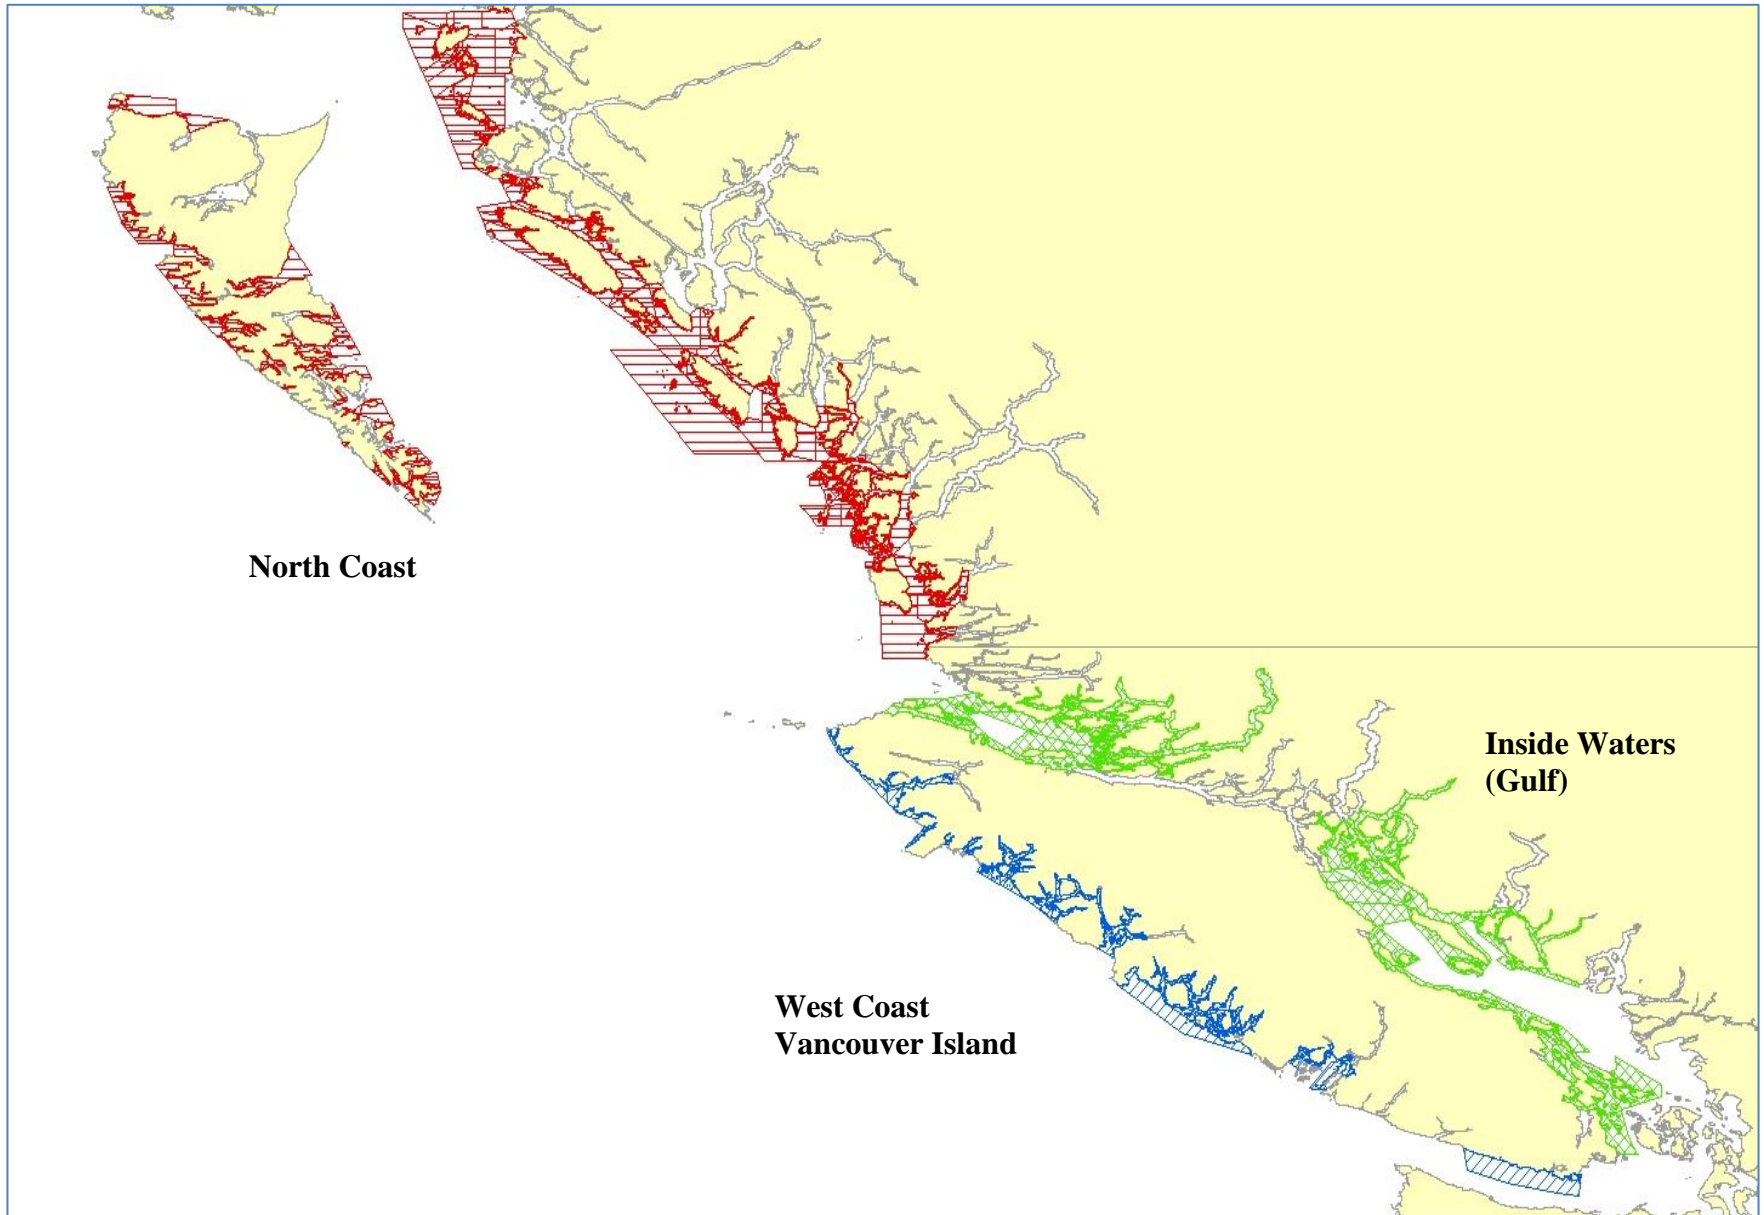 North Coast
Inside Waters
(Gulf)
West Coast
Vancouver Island